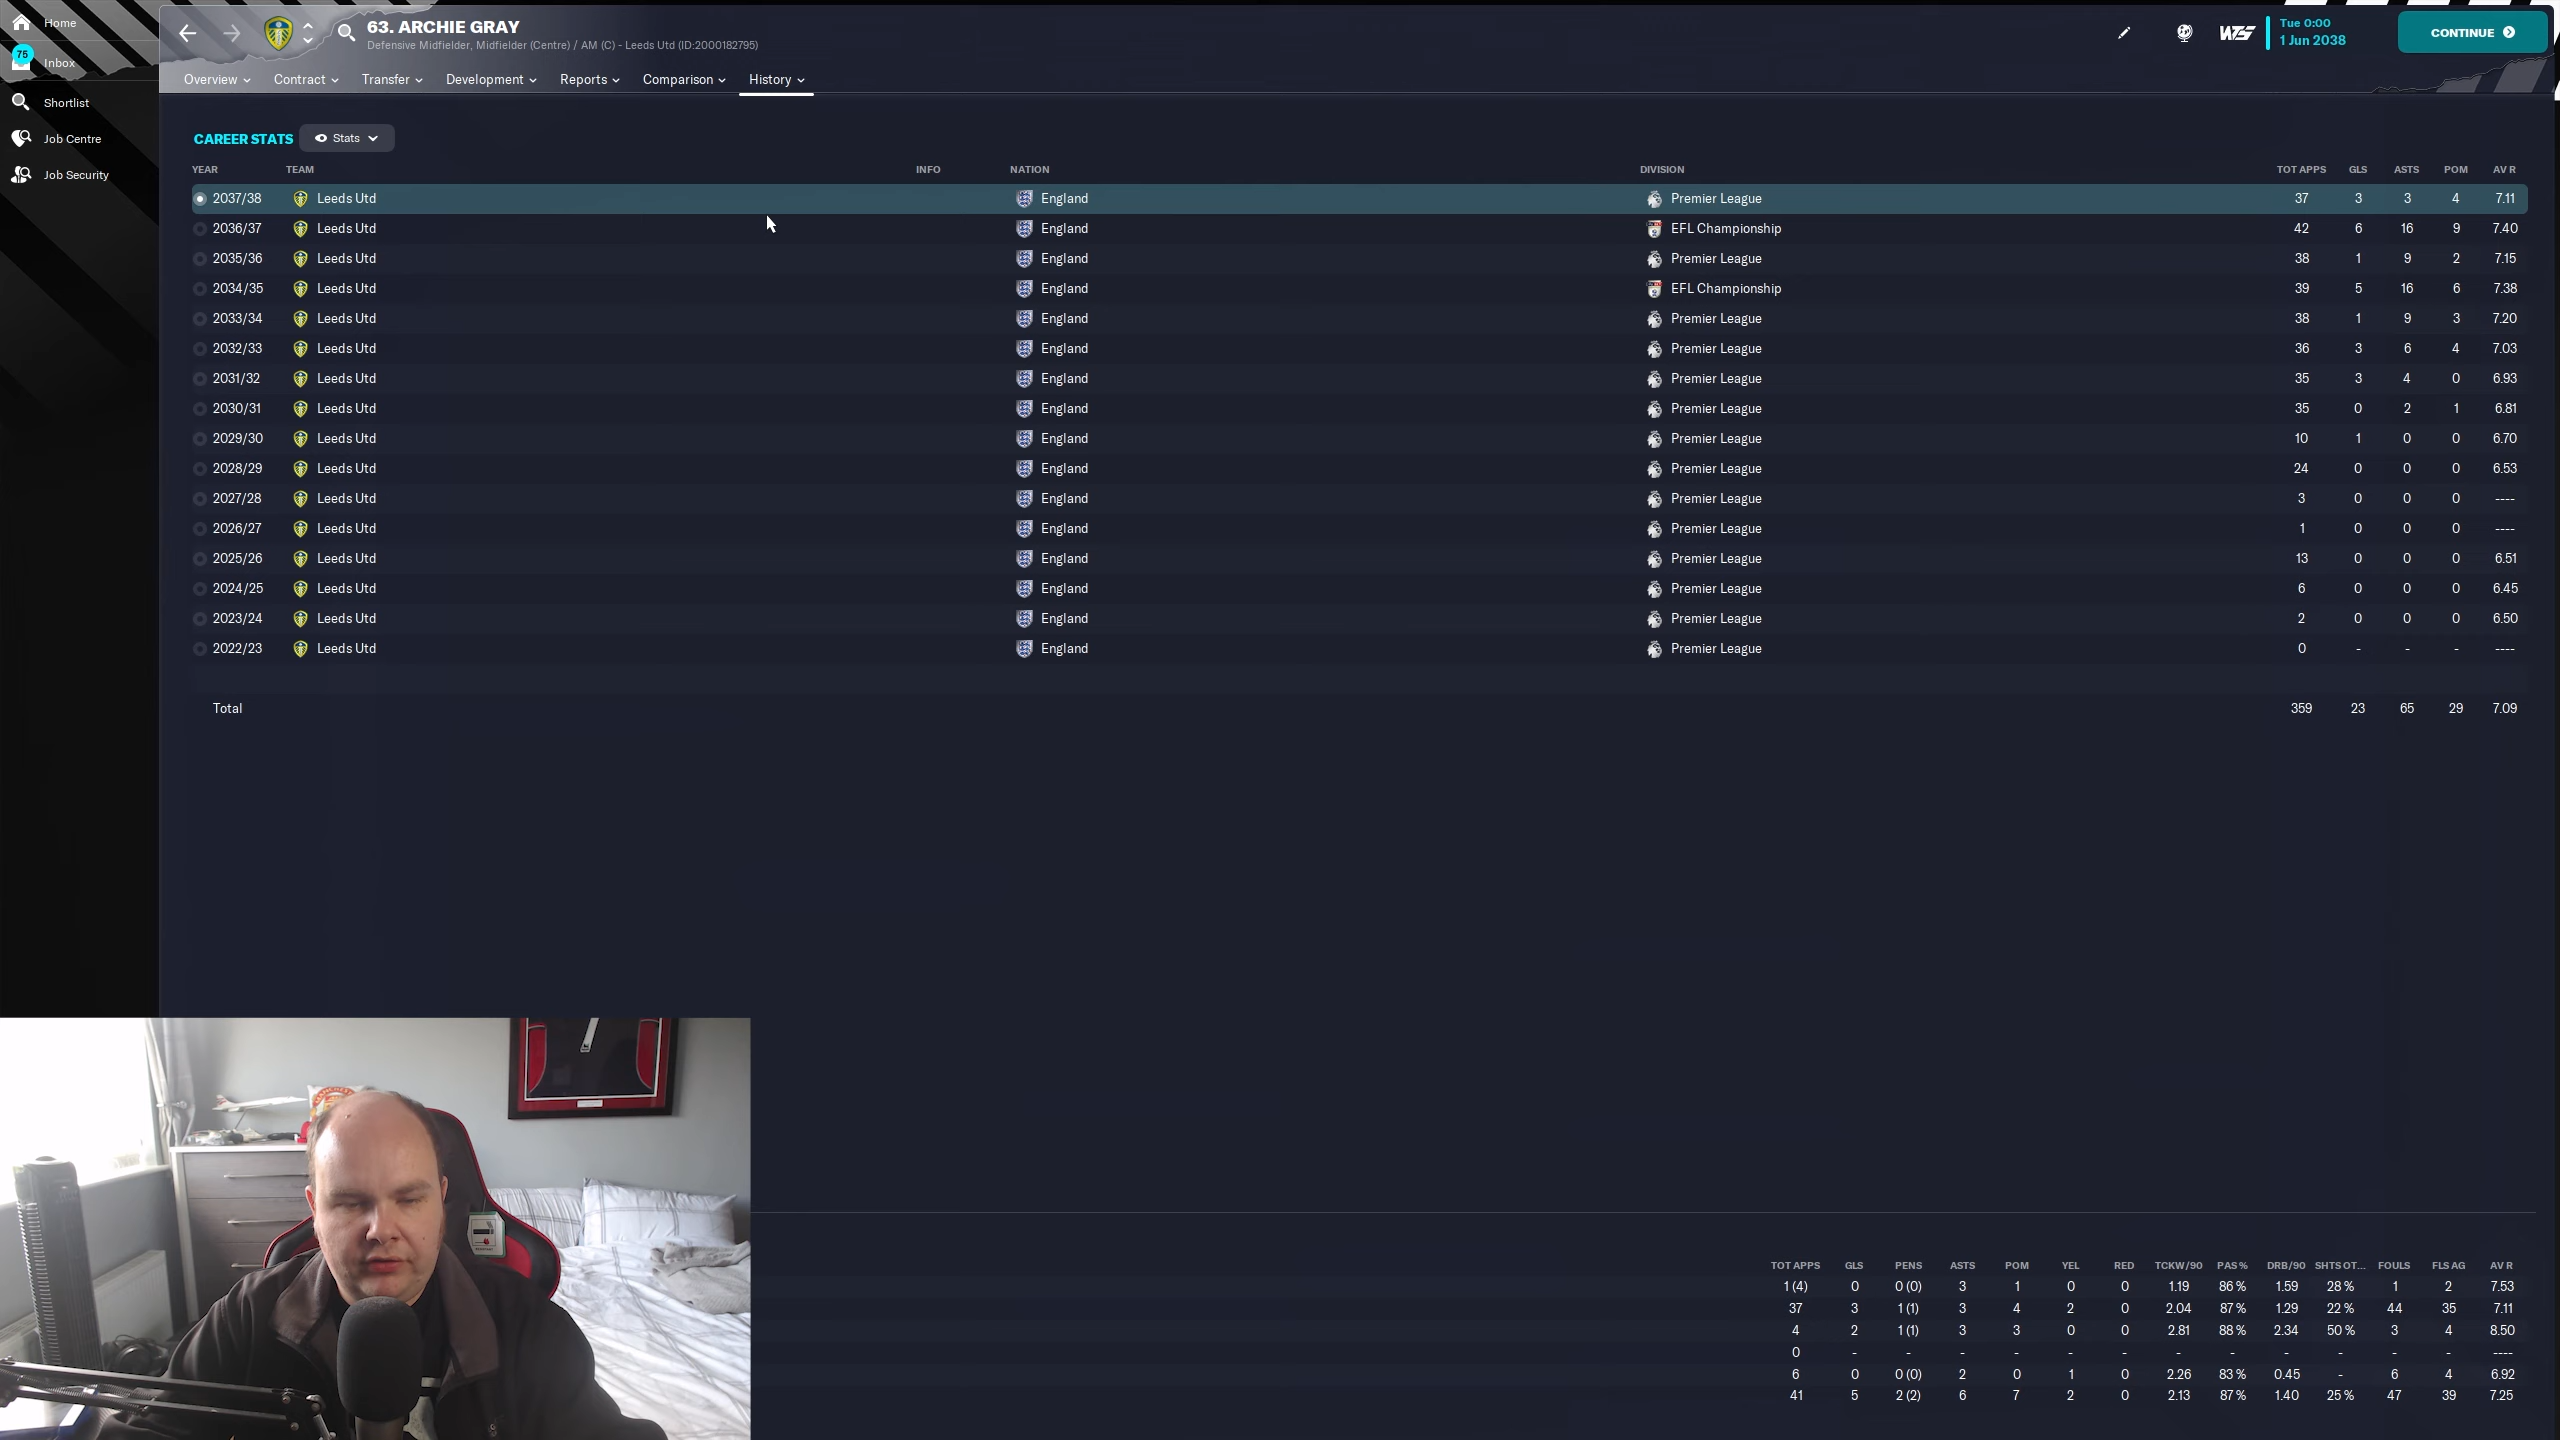 Home
75
Inbox
Shortlist
Job Centre
Job Security
63. ARCHIE GRAY
Defensive Midfielder, Midfielder (Centre) / AM (C) - Leeds Utd (ID:2000182795)
Tue 0:00
1 Jun 2038
CONTINUE
Overview Contract Transfer Development Reports Comparison History
CAREER STATS Stats
YEAR TEAM INFO NATION DIVISION TOT APPS GLS ASTS POM AV R
2037/38 Leeds Utd England Premier League 37 3 3 4 7.11
2036/37 Leeds Utd England EFL Championship 42 6 16 9 7.40
2035/36 Leeds Utd England Premier League 38 1 9 2 7.15
2034/35 Leeds Utd England EFL Championship 39 5 16 6 7.38
2033/34 Leeds Utd England Premier League 38 1 9 3 7.20
2032/33 Leeds Utd England Premier League 36 3 6 4 7.03
2031/32 Leeds Utd England Premier League 35 3 4 0 6.93
2030/31 Leeds Utd England Premier League 35 0 2 1 6.81
2029/30 Leeds Utd England Premier League 10 1 0 0 6.70
2028/29 Leeds Utd England Premier League 24 0 0 0 6.53
2027/28 Leeds Utd England Premier League 3 0 0 0 ----
2026/27 Leeds Utd England Premier League 1 0 0 0 ----
2025/26 Leeds Utd England Premier League 13 0 0 0 6.51
2024/25 Leeds Utd England Premier League 6 0 0 0 6.45
2023/24 Leeds Utd England Premier League 2 0 0 0 6.50
2022/23 Leeds Utd England Premier League 0 - - - ----
Total 359 23 65 29 7.09
TOT APPS GLS PENS ASTS POM YEL RED TCKW/90 PAS % DRB/90 SHTS OT... FOULS FLS AG AV R
1 (4) 0 0 (0) 3 1 0 0 1.19 86 % 1.59 28 % 1 2 7.53
37 3 1 (1) 3 4 2 0 2.04 87 % 1.29 22 % 44 35 7.11
4 2 1 (1) 3 3 0 0 2.81 88 % 2.34 50 % 3 4 8.50
0 - - - - - - - - - - - - ----
6 0 0 (0) 2 0 1 0 2.26 83 % 0.45 - 6 4 6.92
41 5 2 (2) 6 7 2 0 2.13 87 % 1.40 25 % 47 39 7.25